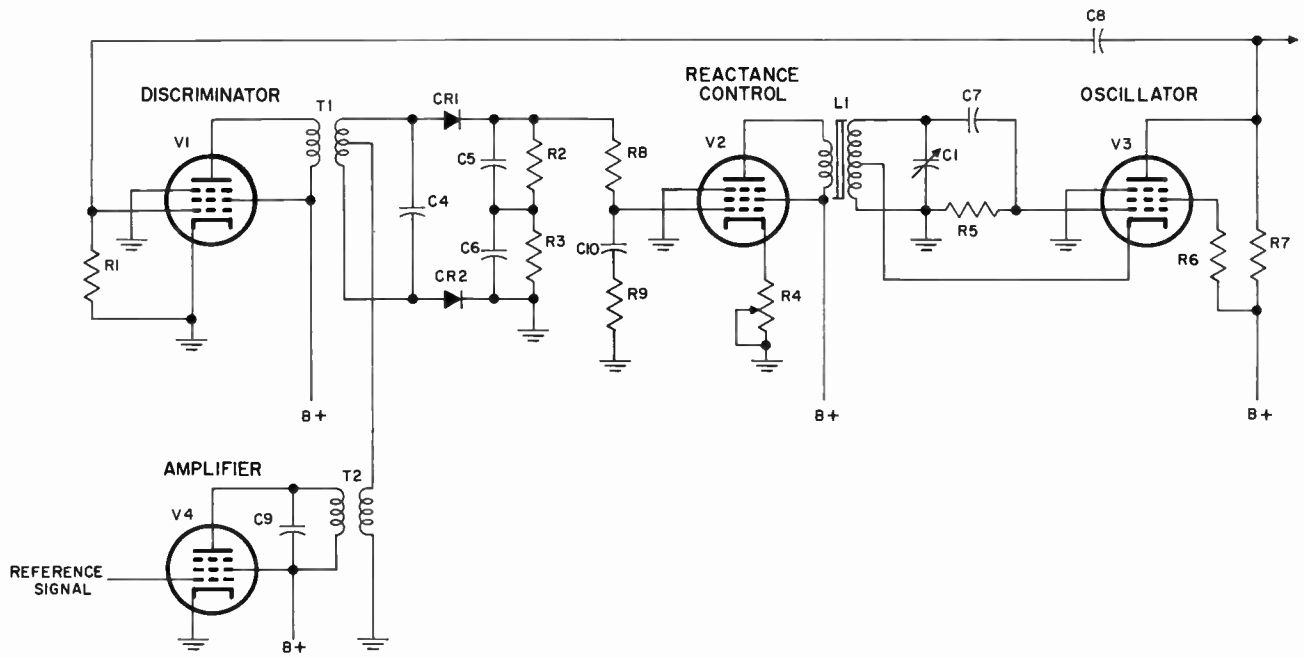 C8
DISCRIMINATOR
T1
CR1
REACTANCE
CONTROL
L1
C7
OSCILLATOR
V1
V2
V3
C5
R2
R8
C1
C4
R1
C6
R3
C10
R5
R6
R7
CR2
R9
R4
B+
B+
B+
AMPLIFIER
T2
V4
C9
REFERENCE
SIGNAL
B+